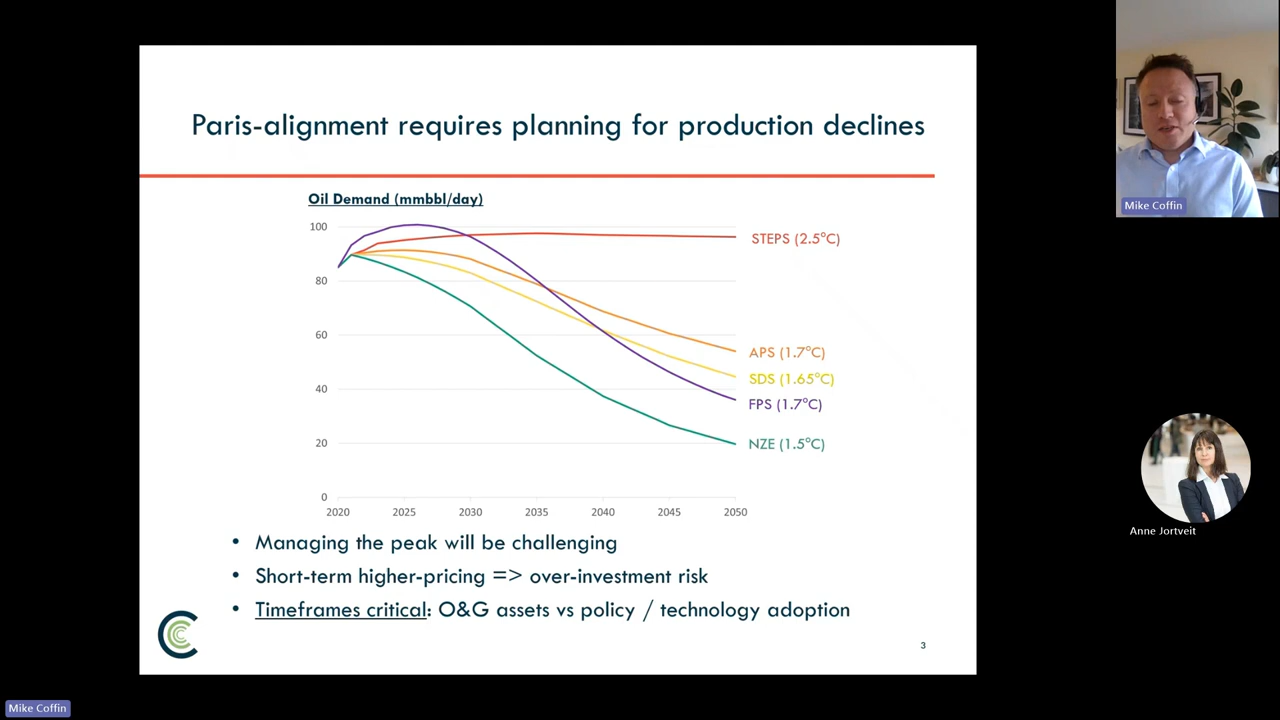 Paris-alignment requires planning for production declines
Oil Demand (mmbbl/day)
100
80
60
40
20
0
2020 2025 2030 2035 2040 2045 2050
STEPS (2.5°C)
APS (1.7°C)
SDS (1.65°C)
FPS (1.7°C)
NZE (1.5°C)
• Managing the peak will be challenging
• Short-term higher-pricing => over-investment risk
• Timeframes critical: O&G assets vs policy / technology adoption
3
Mike Coffin
Anne Jortveit
Mike Coffin